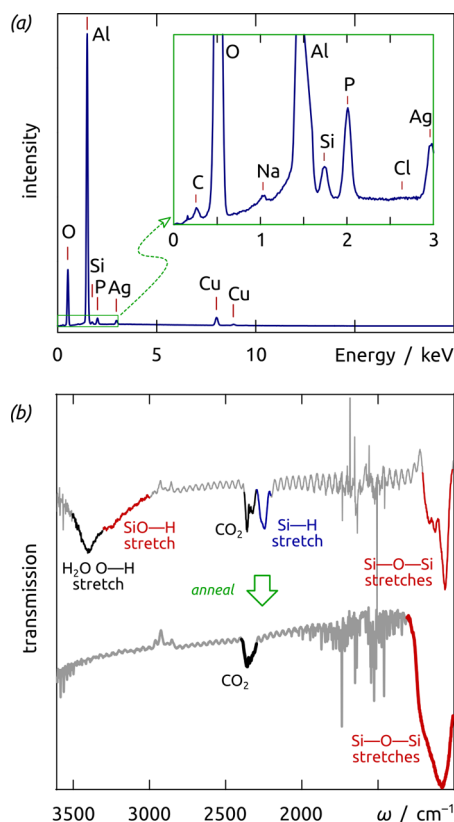 (a)
Al
O
Si
P
Ag
Cu
Cu
intensity
0
5
10
Energy / keV
O
Al
P
Ag
Si
Na
C
Cl
0
1
2
3
(b)
SiO—H
stretch
H₂O O—H
stretch
CO₂
Si—H
stretch
Si—O—Si
stretches
anneal
transmission
CO₂
Si—O—Si
stretches
3500
3000
2500
2000
ω / cm⁻¹